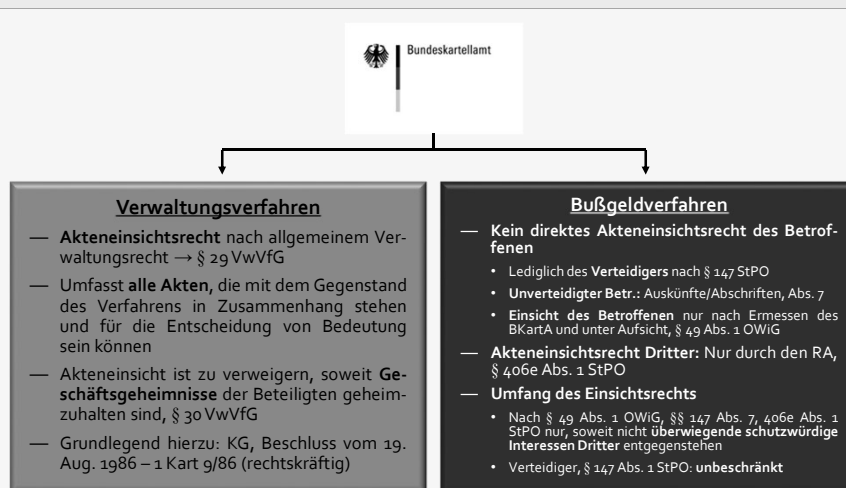 Bundeskartellamt
Verwaltungsverfahren
— Akteneinsichtsrecht nach allgemeinem Ver-
waltungsrecht → § 29 VwVfG
— Umfasst alle Akten, die mit dem Gegenstand
des Verfahrens in Zusammenhang stehen
und für die Entscheidung von Bedeutung
sein können
— Akteneinsicht ist zu verweigern, soweit Ge-
schäftsgeheimnisse der Beteiligten geheim-
zuhalten sind, § 30 VwVfG
— Grundlegend hierzu: KG, Beschluss vom 19.
Aug. 1986 – 1 Kart 9/86 (rechtskräftig)
Bußgeldverfahren
— Kein direktes Akteneinsichtsrecht des Betrof-
fenen
• Lediglich des Verteidigers nach § 147 StPO
• Unverteidigter Betr.: Auskünfte/Abschriften, Abs. 7
• Einsicht des Betroffenen nur nach Ermessen des
BKartA und unter Aufsicht, § 49 Abs. 1 OWiG
— Akteneinsichtsrecht Dritter: Nur durch den RA,
§ 406e Abs. 1 StPO
— Umfang des Einsichtsrechts
• Nach § 49 Abs. 1 OWiG, §§ 147 Abs. 7, 406e Abs. 1
StPO nur, soweit nicht überwiegende schutzwürdige
Interessen Dritter entgegenstehen
• Verteidiger, § 147 Abs. 1 StPO: unbeschränkt